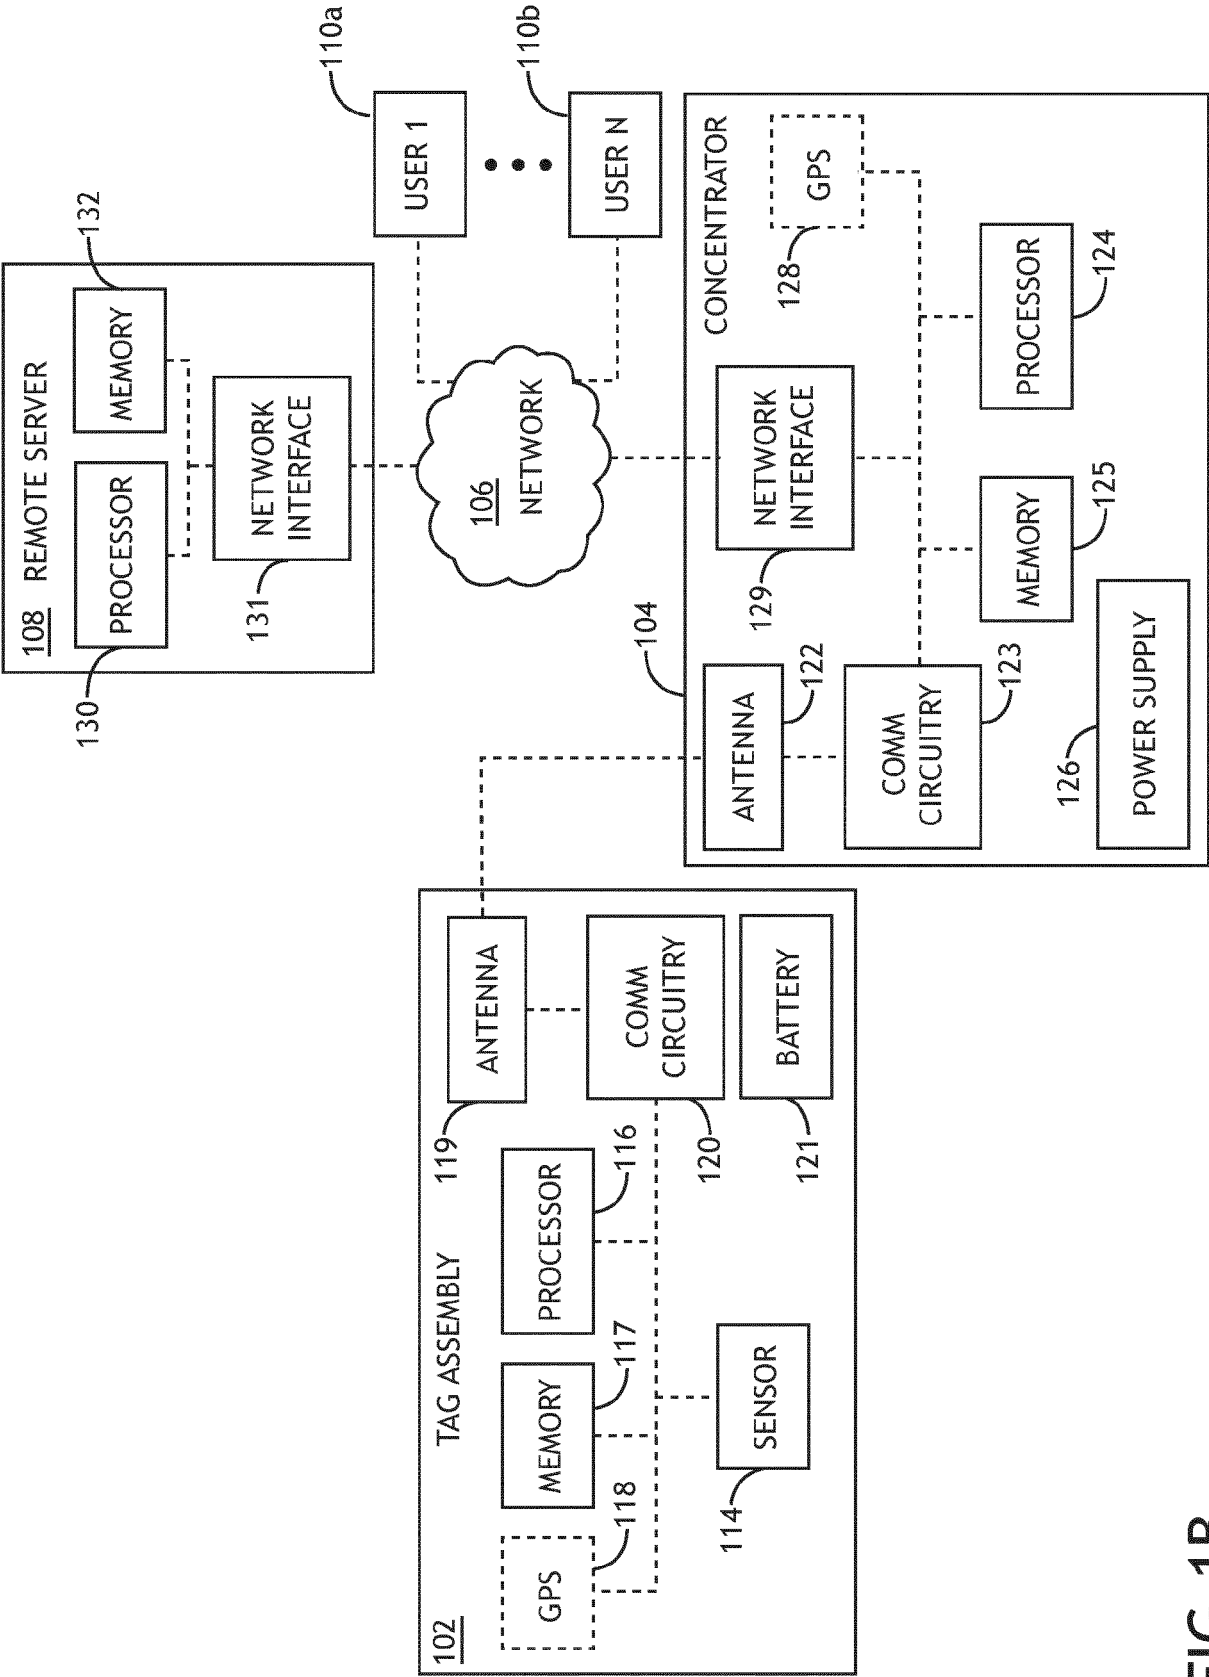 108 REMOTE SERVER
130
PROCESSOR
MEMORY
132
131
NETWORK
INTERFACE
110a
USER 1
110b
USER N
106
NETWORK
102
TAG ASSEMBLY
GPS
118
MEMORY
117
PROCESSOR
116
119
ANTENNA
COMM
CIRCUITRY
120
114
SENSOR
121
BATTERY
104
CONCENTRATOR
ANTENNA
122
129
NETWORK
INTERFACE
128
GPS
COMM
CIRCUITRY
123
MEMORY
125
PROCESSOR
124
126
POWER SUPPLY